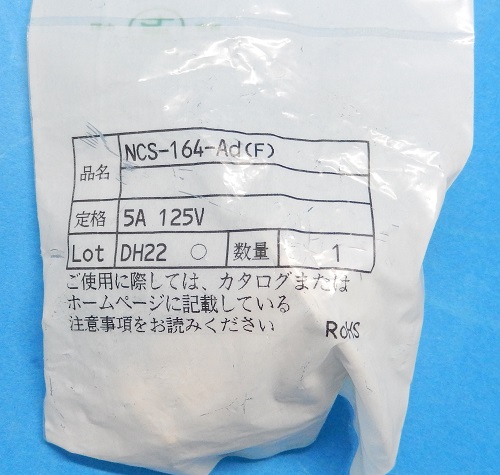 品名 NCS-164-Ad(F)
定格 5A 125V
Lot DH22 ○ 数量 1
ご使用に際しては、カタログまたは
ホームページに記載している
注意事項をお読みください
RoHS